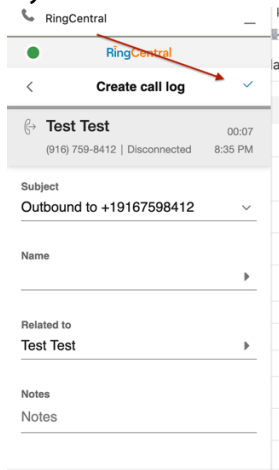 RingCentral
RingCentral
Create call log
Test Test
00:07
(916) 759-8412 | Disconnected
8:35 PM
Subject
Outbound to +19167598412
Name
Related to
Test Test
Notes
Notes